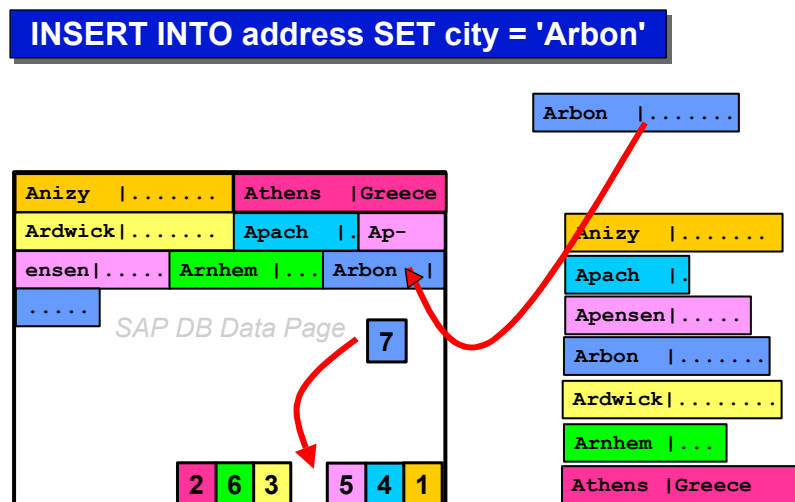 INSERT INTO address SET city = 'Arbon'
Arbon |.......
Anizy |....... Athens |Greece
Ardwick|....... Apach |. Ap-
ensen|..... Arnhem |... Arbon |
.....
SAP DB Data Page
7
2 6 3 5 4 1
Anizy |.......
Apach |.
Apensen|.....
Arbon |.......
Ardwick|........
Arnhem |...
Athens |Greece